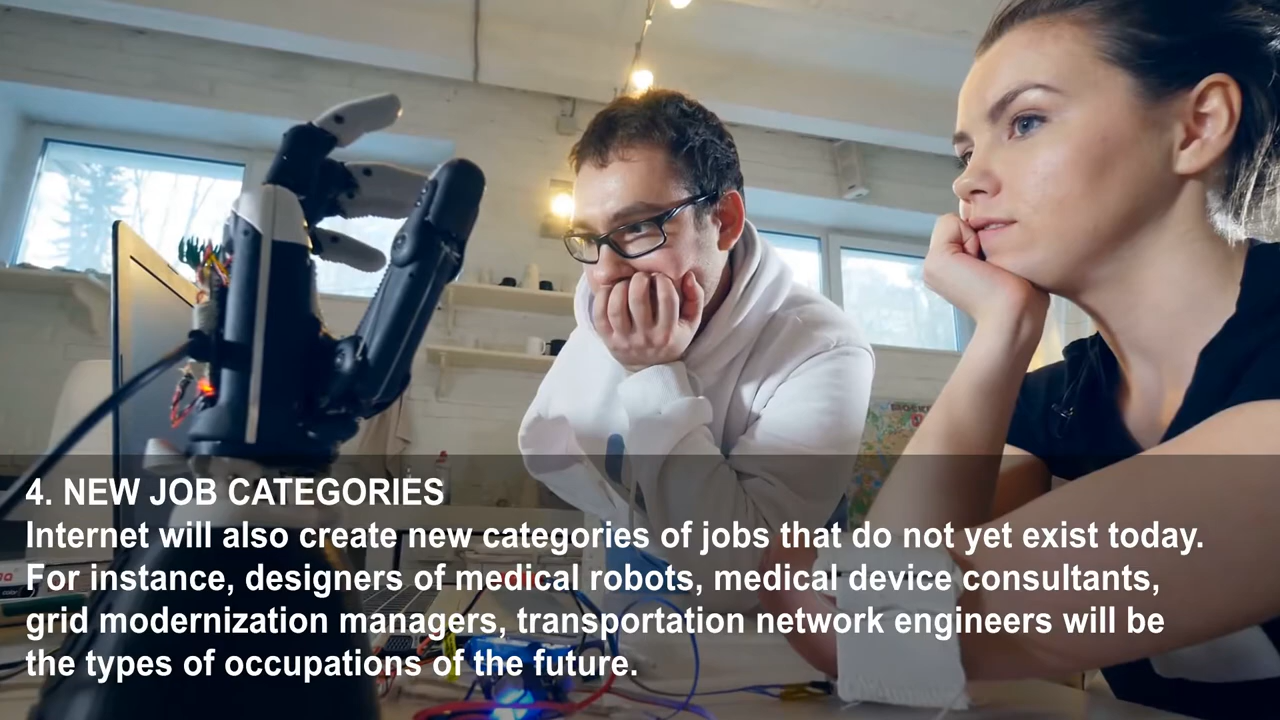 4. NEW JOB CATEGORIES
Internet will also create new categories of jobs that do not yet exist today.
For instance, designers of medical robots, medical device consultants,
grid modernization managers, transportation network engineers will be
the types of occupations of the future.